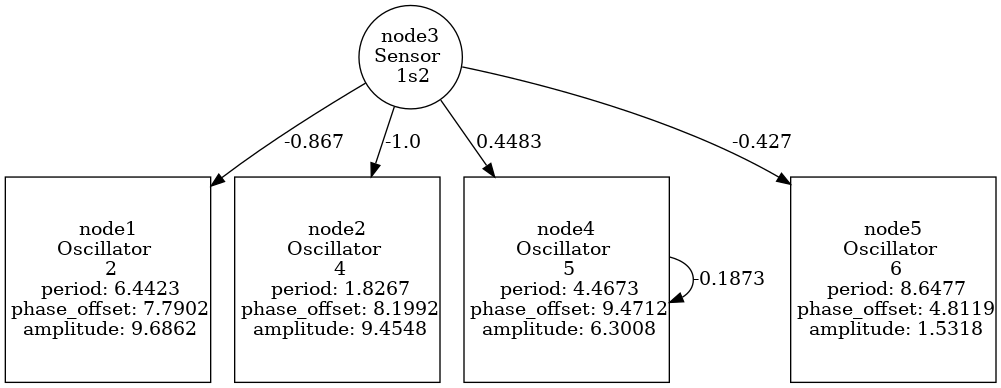 node3
Sensor
1s2
-0.867
-1.0
0.4483
-0.427
node1
Oscillator
2
period: 6.4423
phase_offset: 7.7902
amplitude: 9.6862
node2
Oscillator
4
period: 1.8267
phase_offset: 8.1992
amplitude: 9.4548
node4
Oscillator
5
period: 4.4673
phase_offset: 9.4712
amplitude: 6.3008
-0.1873
node5
Oscillator
6
period: 8.6477
phase_offset: 4.8119
amplitude: 1.5318